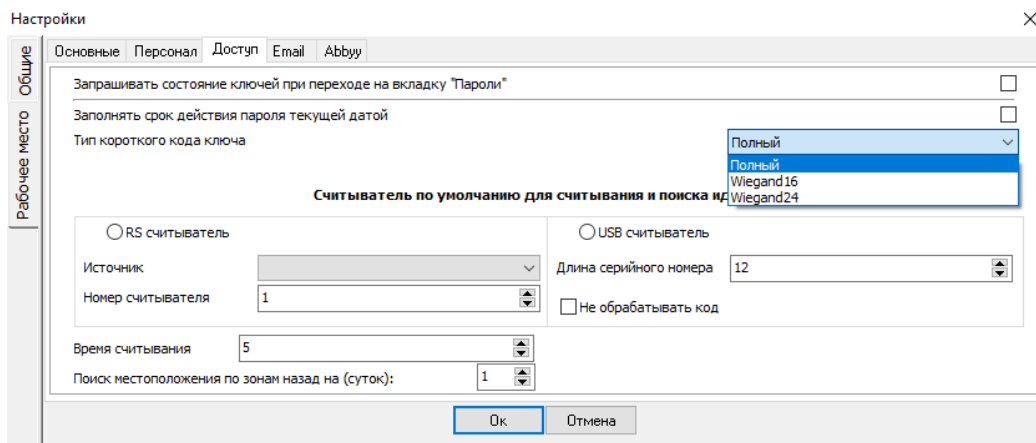 Настройки
Общие
Рабочее место
Основные Персонал Доступ Email Abbyy
Запрашивать состояние ключей при переходе на вкладку "Пароли"
Заполнять срок действия пароля текущей датой
Тип короткого кода ключа Полный
Полный
Wiegand16
Wiegand24
Считыватель по умолчанию для считывания и поиска ид
RS считыватель USB считыватель
Источник Длина серийного номера 12
Номер считывателя 1
Не обрабатывать код
Время считывания 5
Поиск местоположения по зонам назад на (суток): 1
Ок Отмена